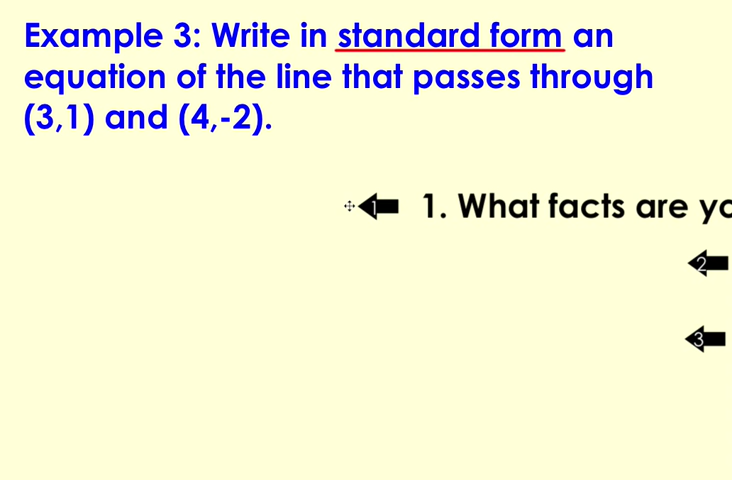 Example 3: Write in standard form an
equation of the line that passes through
(3,1) and (4,-2).
1
1. What facts are yo
2
3